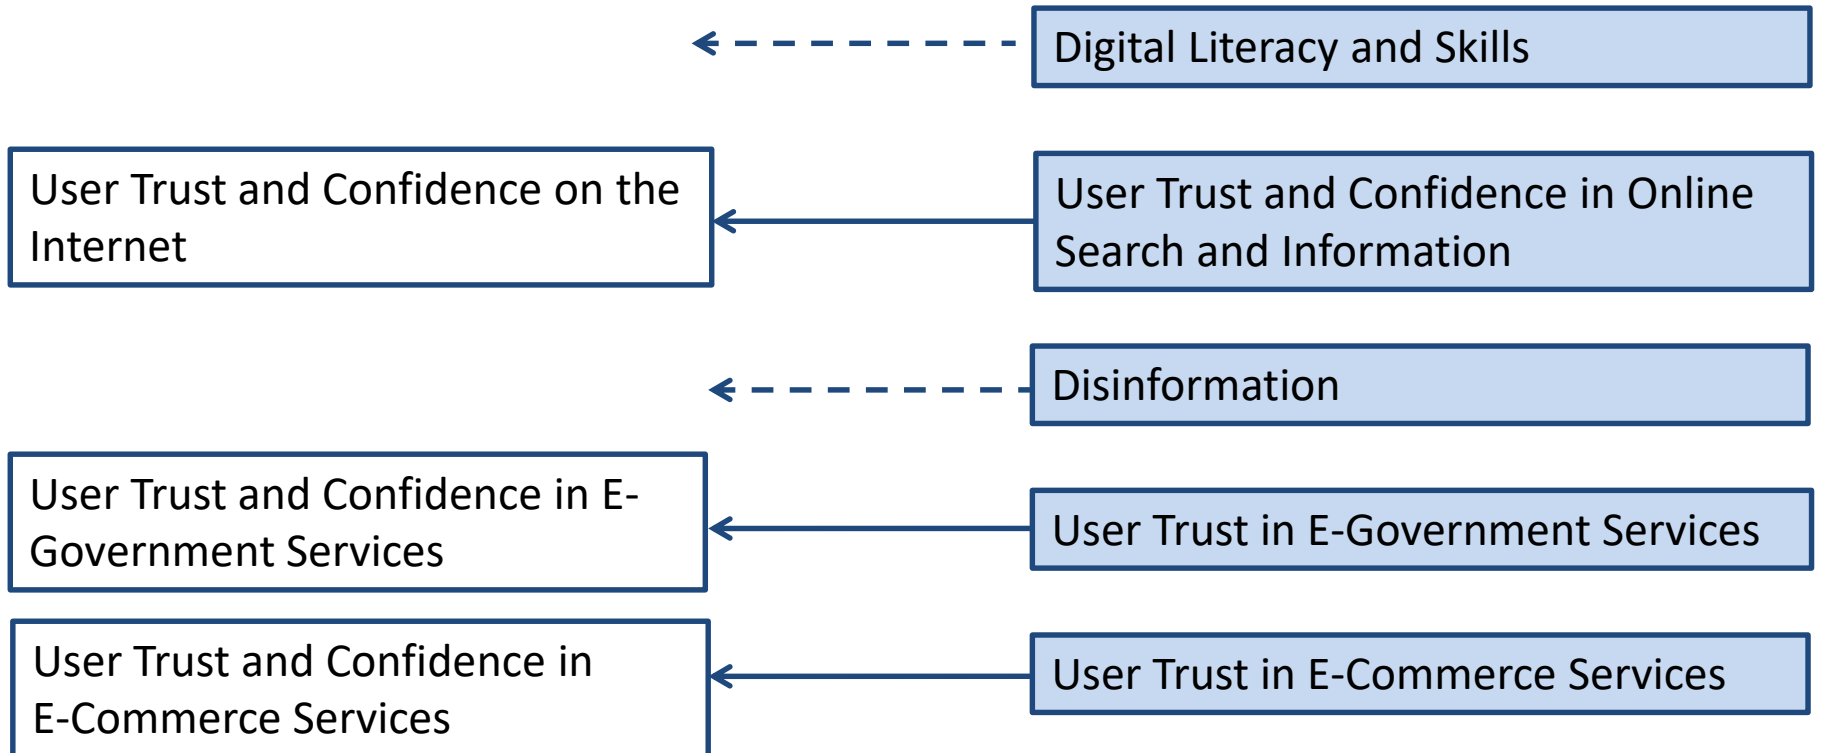 Digital Literacy and Skills
User Trust and Confidence on the
Internet
User Trust and Confidence in Online
Search and Information
Disinformation
User Trust and Confidence in E-
Government Services
User Trust in E-Government Services
User Trust and Confidence in
E-Commerce Services
User Trust in E-Commerce Services